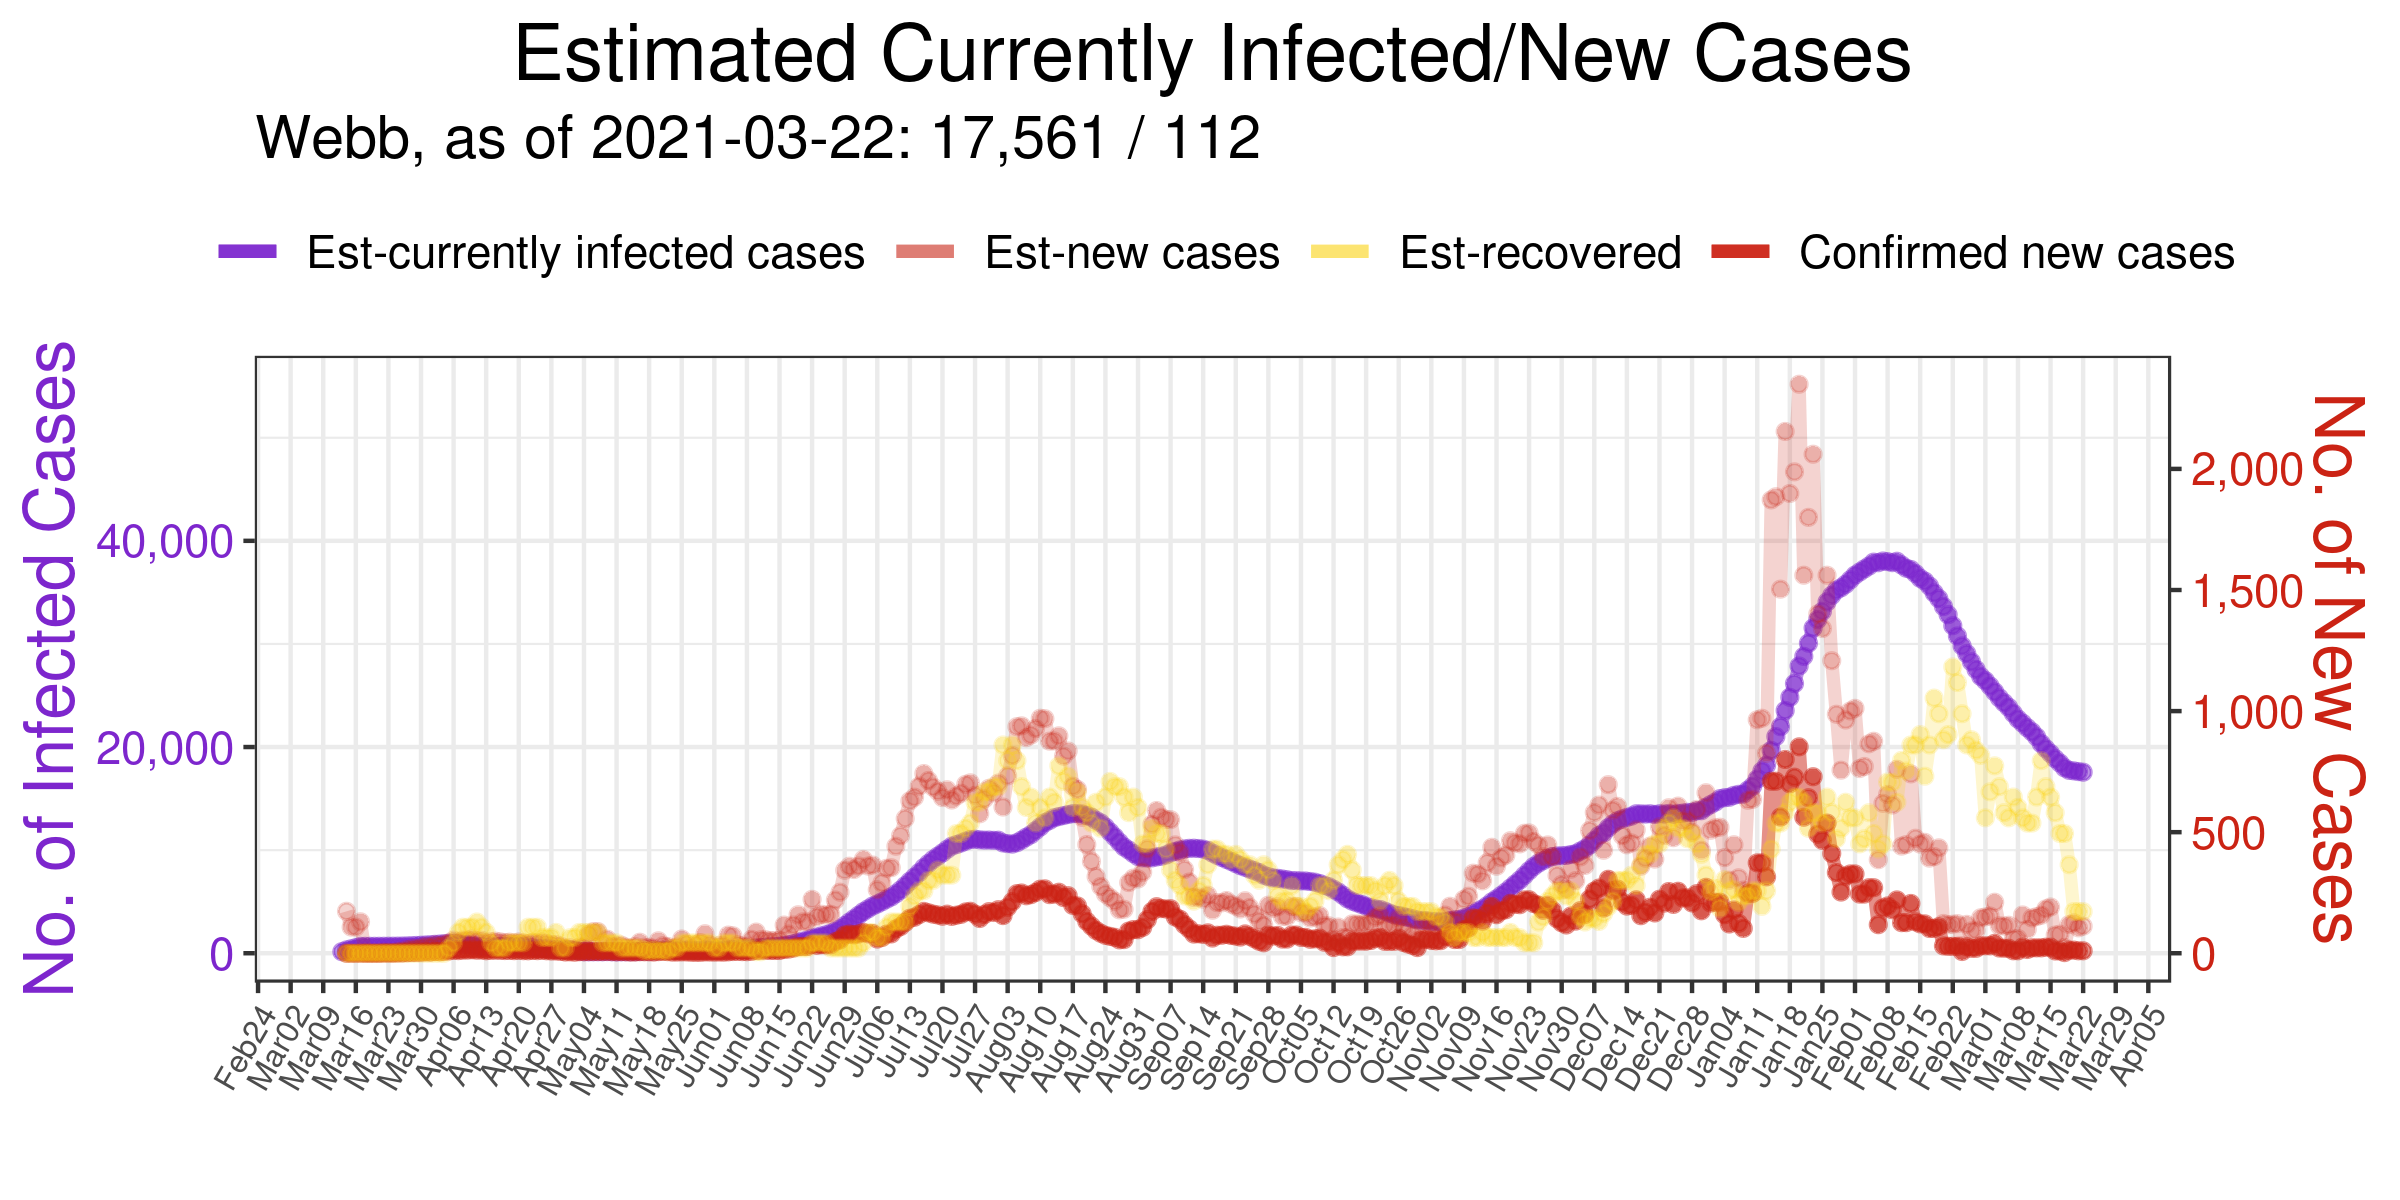 Estimated Currently Infected/New Cases
Webb, as of 2021-03-22: 17,561 / 112
Est-currently infected cases Est-new cases Est-recovered Confirmed new cases
No. of Infected Cases
40,000
20,000
0
2,000
1,500
1,000
500
0
No. of New Cases
Feb24 Mar02 Mar09 Mar16 Mar23 Mar30 Apr06 Apr13 Apr20 Apr27 May04 May11 May18 May25 Jun01 Jun08 Jun15 Jun22 Jun29 Jul06 Jul13 Jul20 Jul27 Aug03 Aug10 Aug17 Aug24 Aug31 Sep07 Sep14 Sep21 Sep28 Oct05 Oct12 Oct19 Oct26 Nov02 Nov09 Nov16 Nov23 Nov30 Dec07 Dec14 Dec21 Dec28 Jan04 Jan11 Jan18 Jan25 Feb01 Feb08 Feb15 Feb22 Mar01 Mar08 Mar15 Mar22 Mar29 Apr05